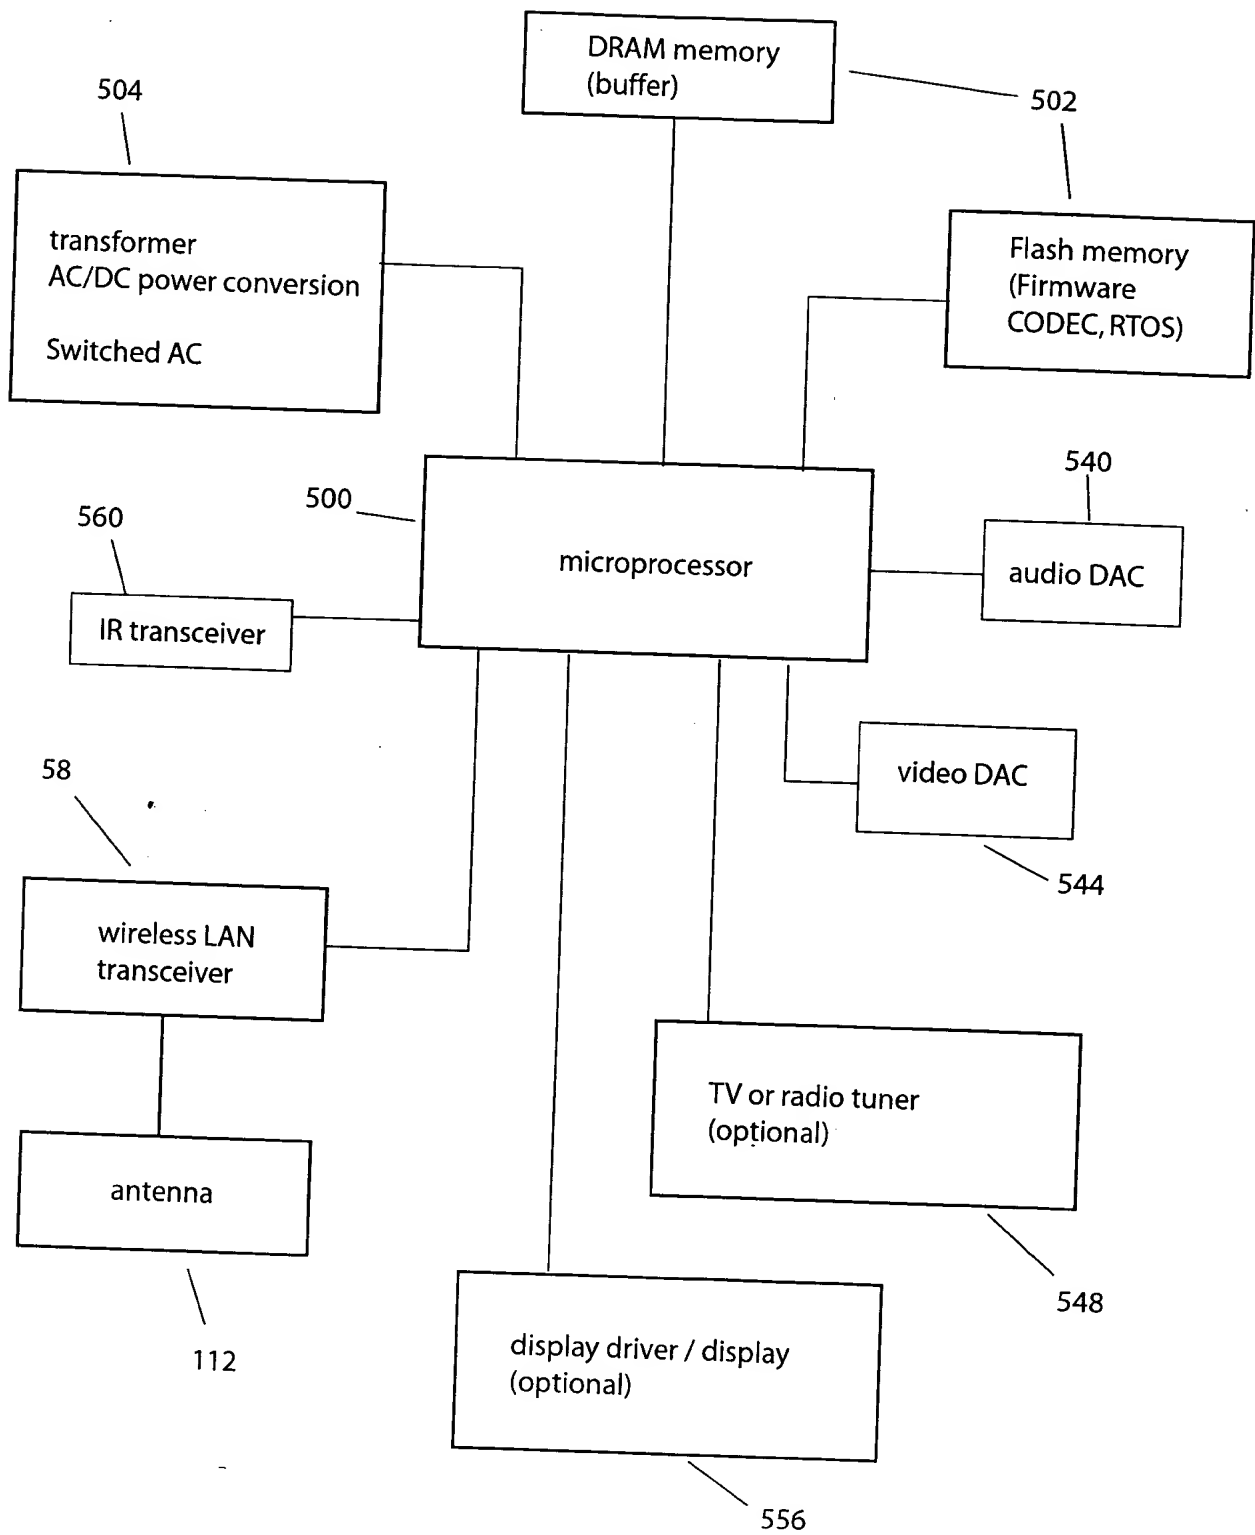 DRAM memory
(buffer)
504
502
transformer
AC/DC power conversion
Switched AC
Flash memory
(Firmware
CODEC, RTOS)
540
500
560
microprocessor
audio DAC
IR transceiver
58
video DAC
544
wireless LAN
transceiver
TV or radio tuner
(optional)
antenna
548
112
display driver / display
(optional)
556